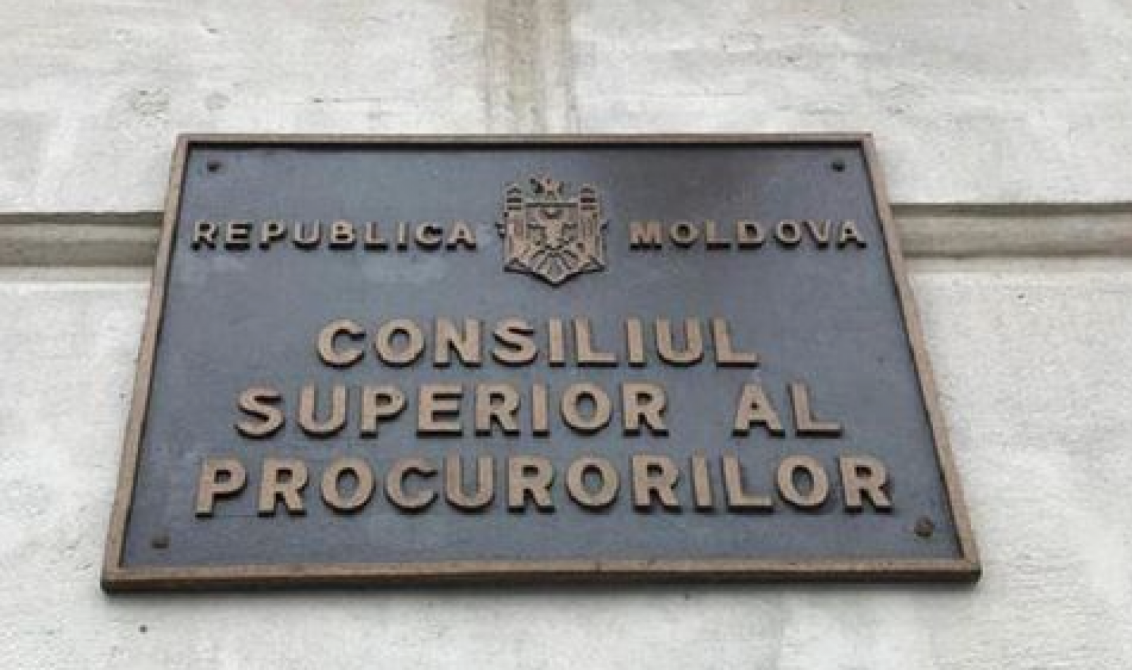 REPUBLICA MOLDOVA
CONSILIUL
SUPERIOR AL
PROCURORILOR